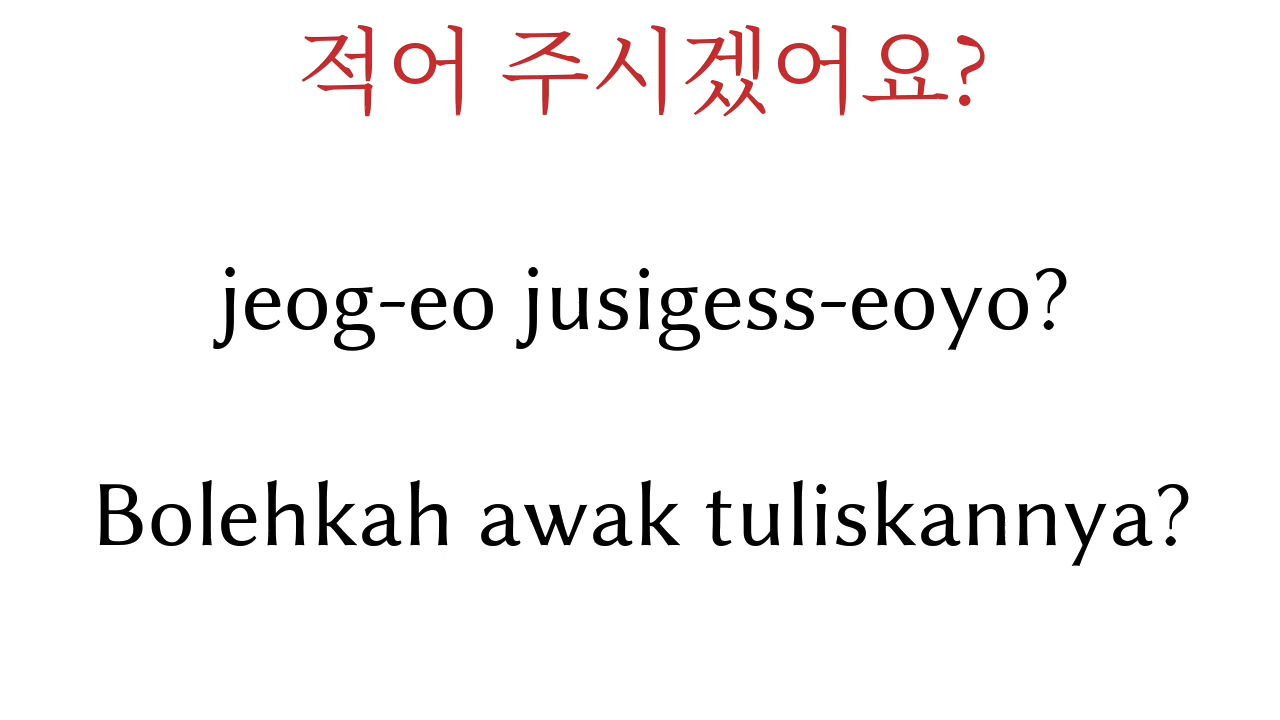 적어 주시겠어요?
jeog-eo jusigess-eoyo?
Bolehkah awak tuliskannya?